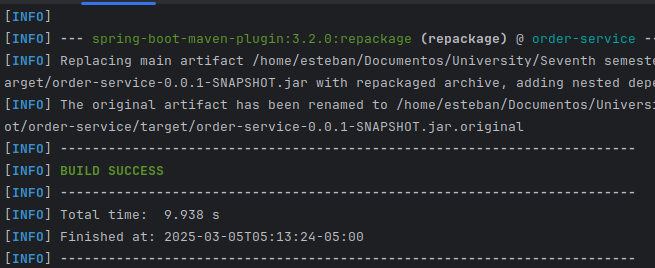 [INFO]
[INFO] --- spring-boot-maven-plugin:3.2.0:repackage (repackage) @ order-service --
[INFO] Replacing main artifact /home/esteban/Documentos/University/Seventh semeste
arget/order-service-0.0.1-SNAPSHOT.jar with repackaged archive, adding nested depe
[INFO] The original artifact has been renamed to /home/esteban/Documentos/Universi
ot/order-service/target/order-service-0.0.1-SNAPSHOT.jar.original
[INFO] ------------------------------------------------------------------------
[INFO] BUILD SUCCESS
[INFO] ------------------------------------------------------------------------
[INFO] Total time:  9.938 s
[INFO] Finished at: 2025-03-05T05:13:24-05:00
[INFO] ------------------------------------------------------------------------